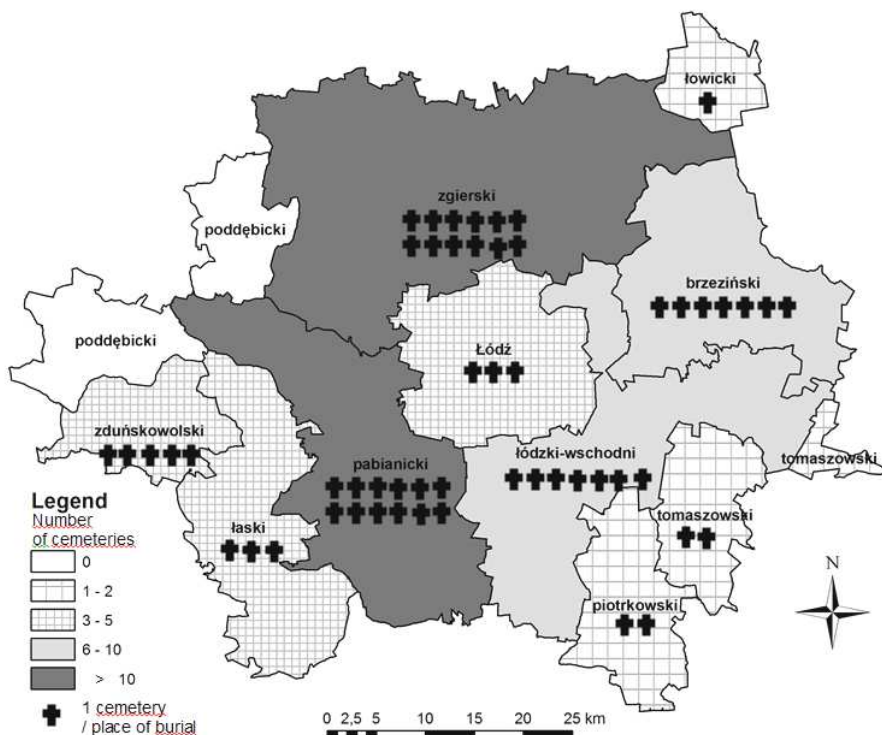 łowicki
zgierski
poddębicki
brzeziński
poddębicki
Łódź
zduńskowolski
łódzki-wschodni
pabianicki
tomaszowski
Legend
Number
of cemeteries
0
1 - 2
3 - 5
6 - 10
> 10
1 cemetery
/ place of burial
łaski
tomaszowski
piotrkowski
N
0 2,5 5 10 15 20 25 km